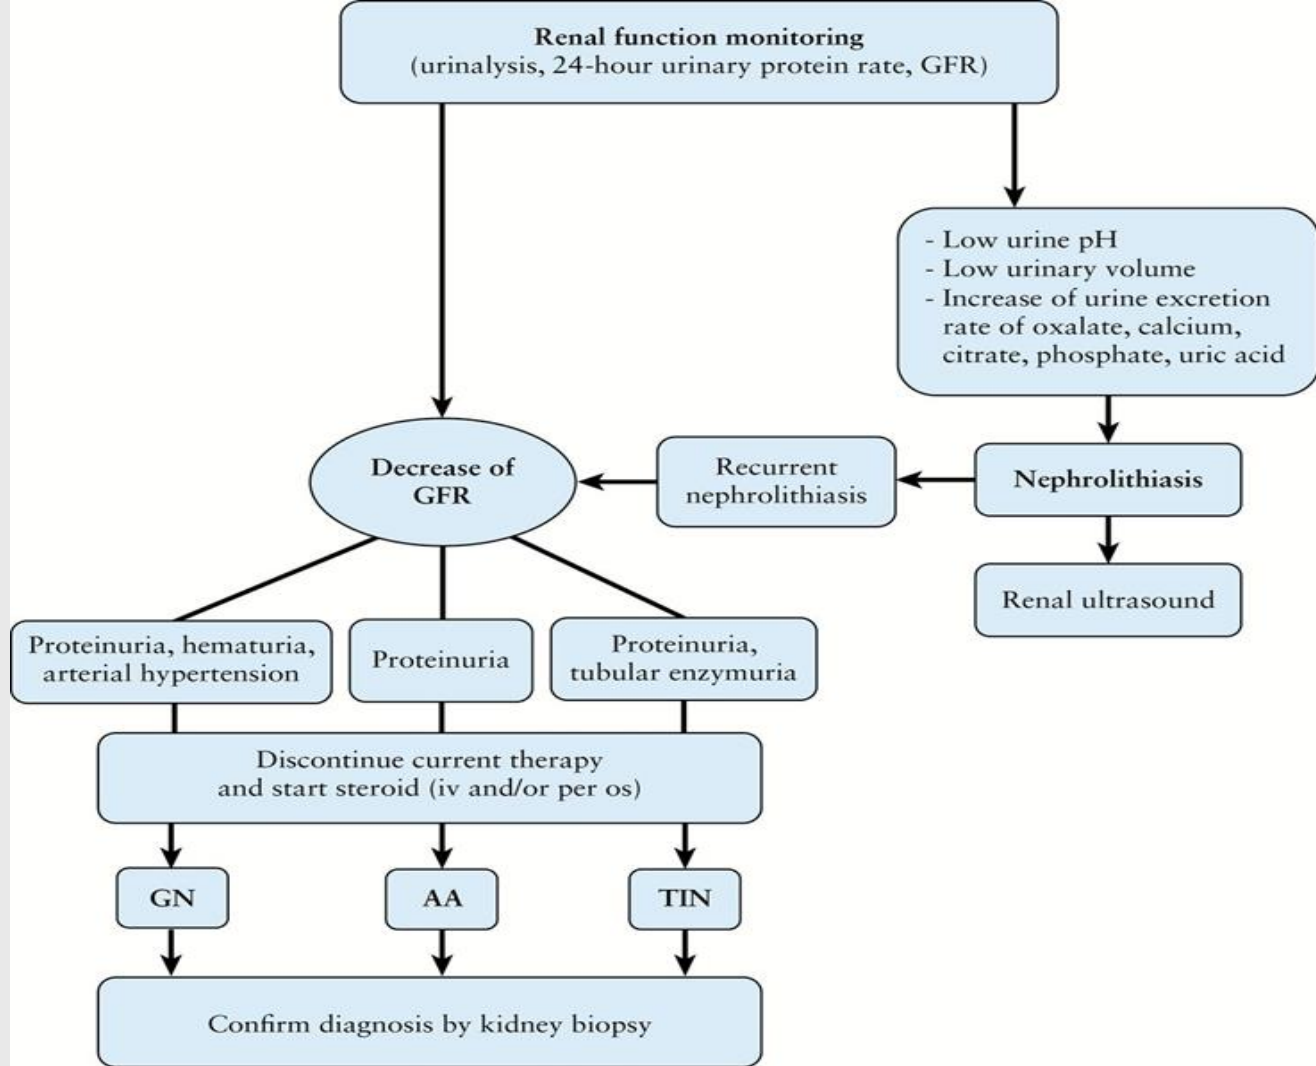 Renal function monitoring
(urinalysis, 24-hour urinary protein rate, GFR)
- Low urine pH
- Low urinary volume
- Increase of urine excretion
rate of oxalate, calcium,
citrate, phosphate, uric acid
Decrease of
GFR
Recurrent
nephrolithiasis
Nephrolithiasis
Renal ultrasound
Proteinuria, hematuria,
arterial hypertension
Proteinuria
Proteinuria,
tubular enzymuria
Discontinue current therapy
and start steroid (iv and/or per os)
GN
AA
TIN
Confirm diagnosis by kidney biopsy